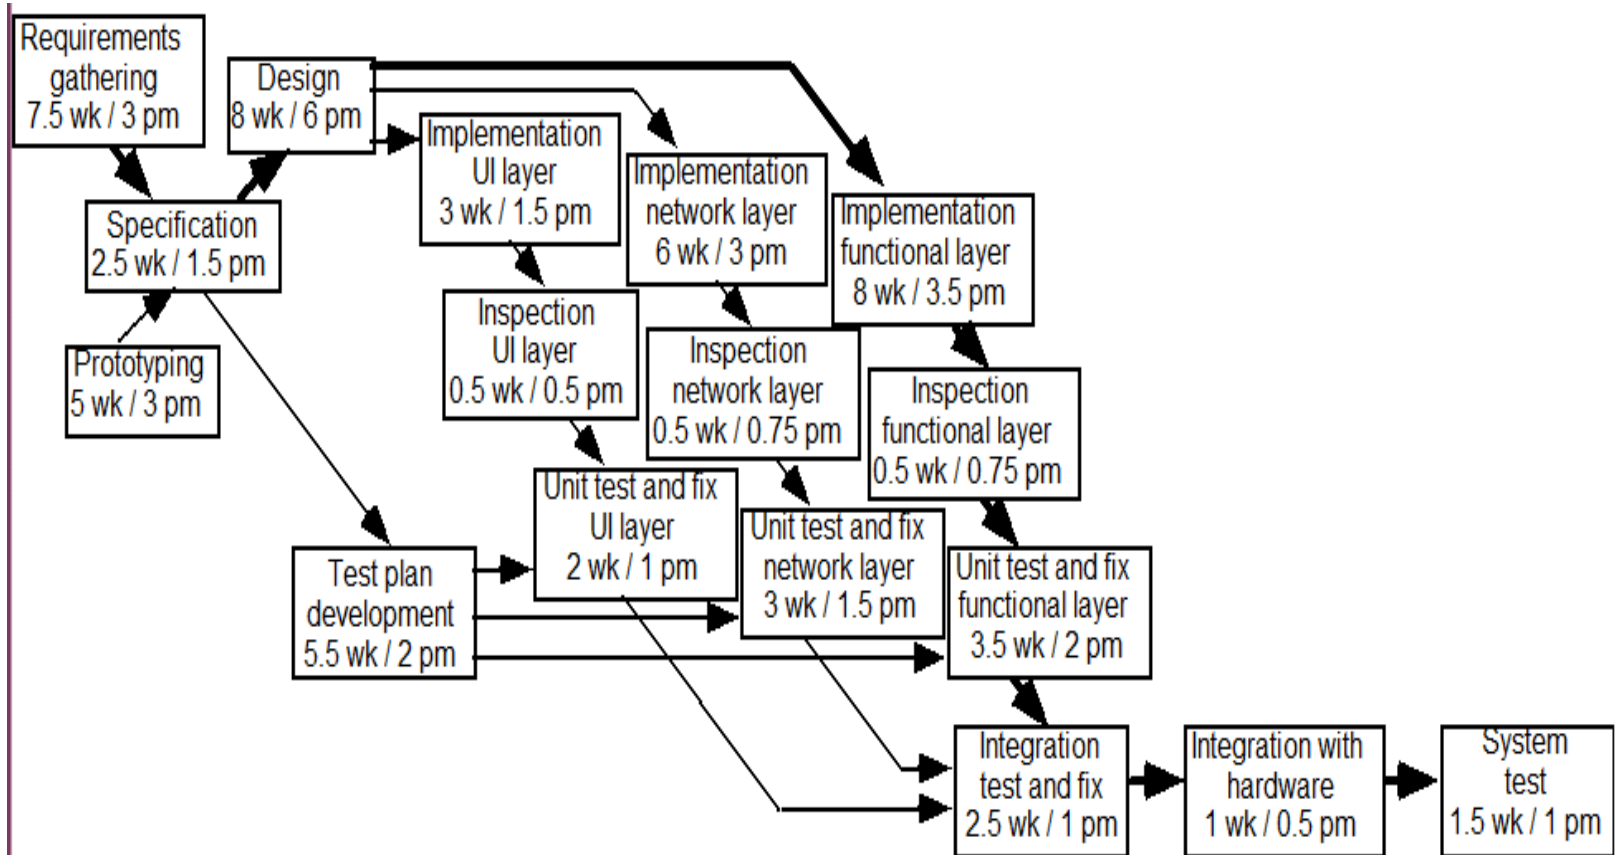 Requirements
gathering
7.5 wk / 3 pm
Design
8 wk / 6 pm
Specification
2.5 wk / 1.5 pm
Prototyping
5 wk / 3 pm
Implementation
UI layer
3 wk / 1.5 pm
Implementation
network layer
6 wk / 3 pm
Implementation
functional layer
8 wk / 3.5 pm
Inspection
UI layer
0.5 wk / 0.5 pm
Inspection
network layer
0.5 wk / 0.75 pm
Inspection
functional layer
0.5 wk / 0.75 pm
Test plan
development
5.5 wk / 2 pm
Unit test and fix
UI layer
2 wk / 1 pm
Unit test and fix
network layer
3 wk / 1.5 pm
Unit test and fix
functional layer
3.5 wk / 2 pm
Integration
test and fix
2.5 wk / 1 pm
Integration with
hardware
1 wk / 0.5 pm
System
test
1.5 wk / 1 pm